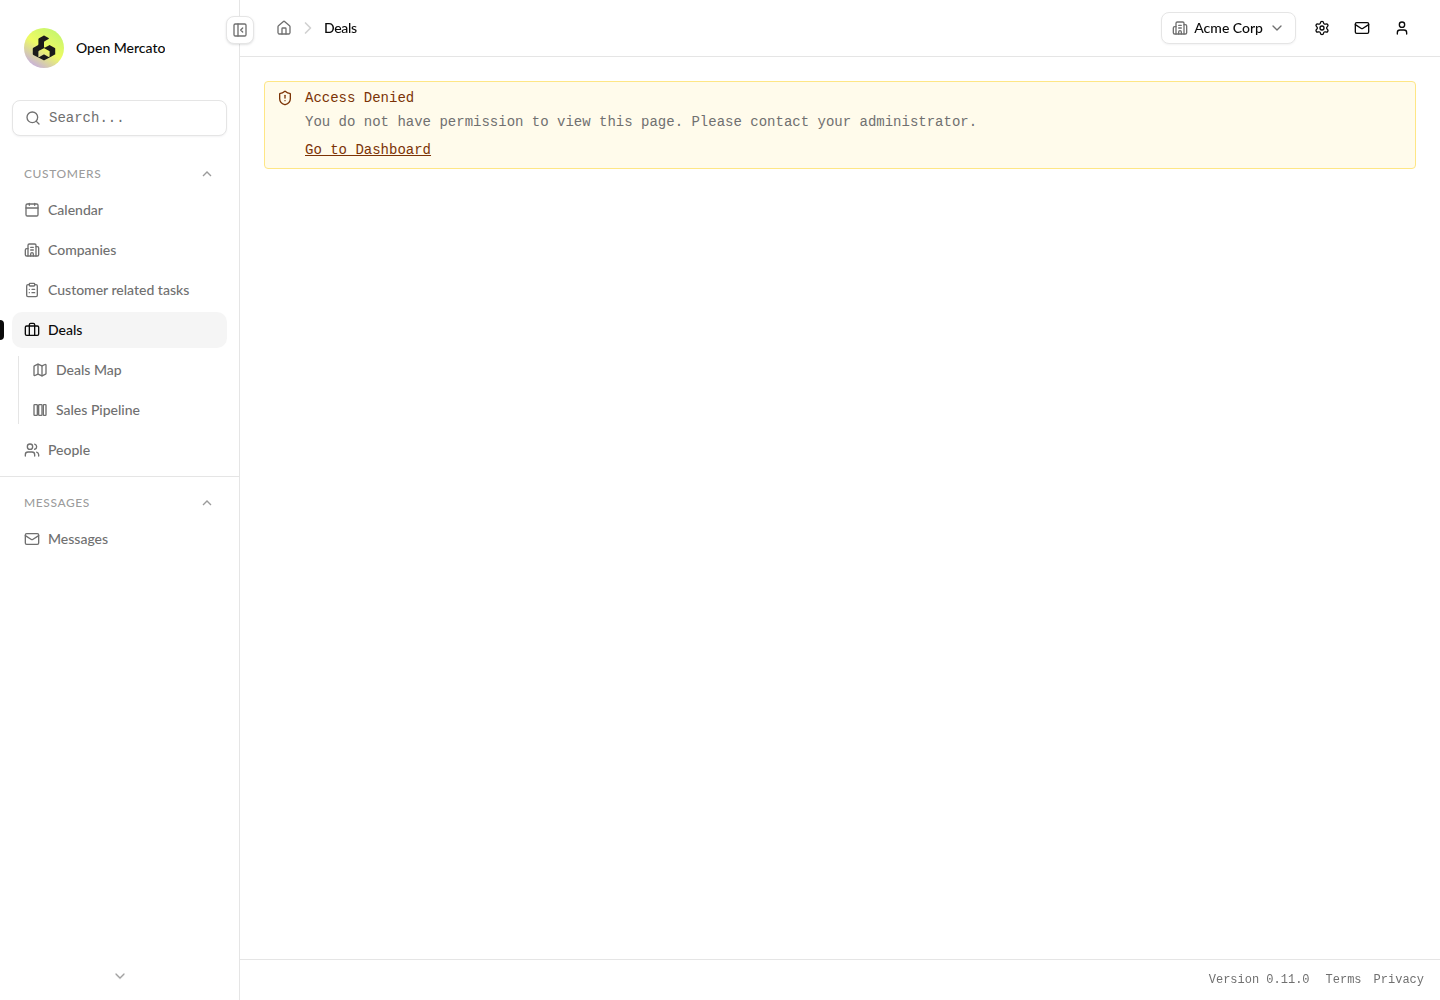 Open Mercato
Search...
CUSTOMERS
Calendar
Companies
Customer related tasks
Deals
Deals Map
Sales Pipeline
People
MESSAGES
Messages
Deals
Acme Corp
Access Denied
You do not have permission to view this page. Please contact your administrator.
Go to Dashboard
Version 0.11.0 Terms Privacy